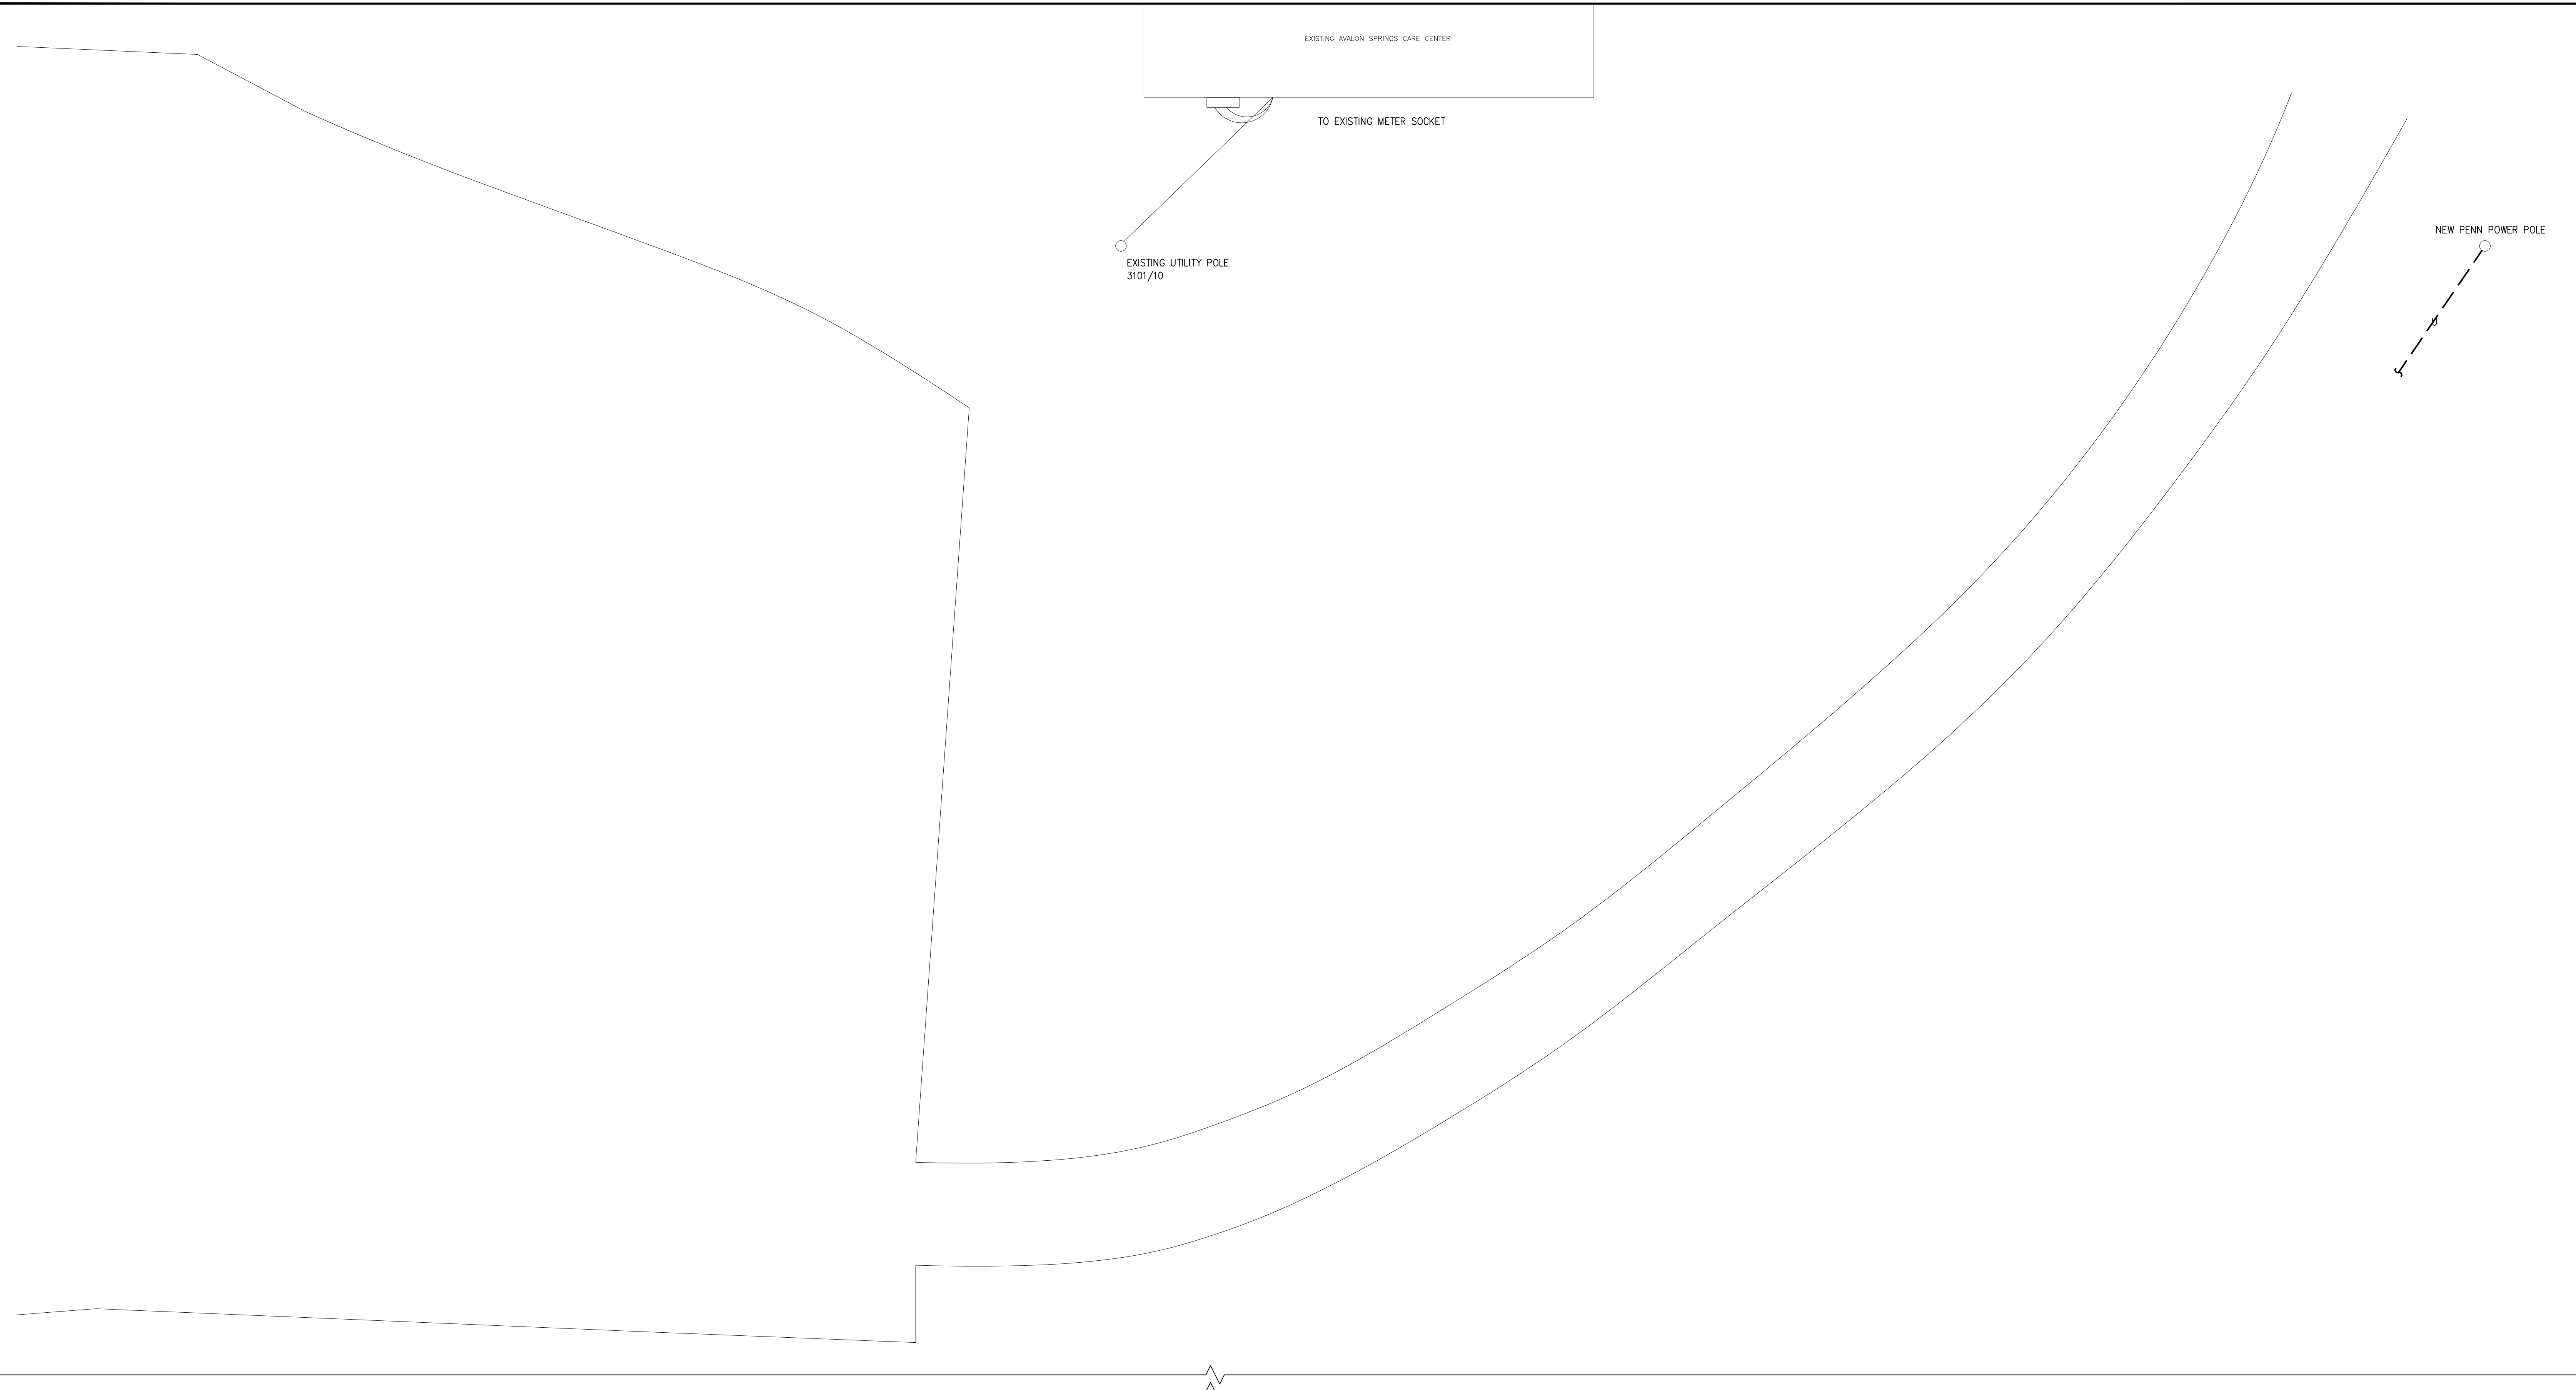 EXISTING AVALON SPRINGS CARE CENTER
TO EXISTING METER SOCKET
NEW PENN POWER POLE
EXISTING UTILITY POLE
3101/10
U